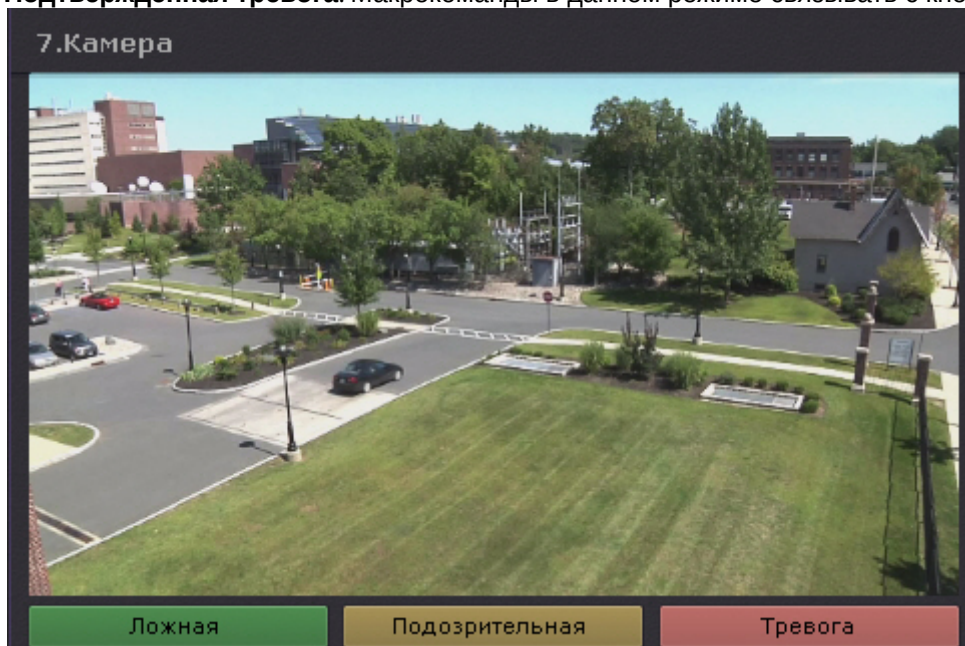 Подтвержденная тревога. Макрокоманды в данном режиме связывать с кно
7.Камера
Ложная
Подозрительная
Тревога